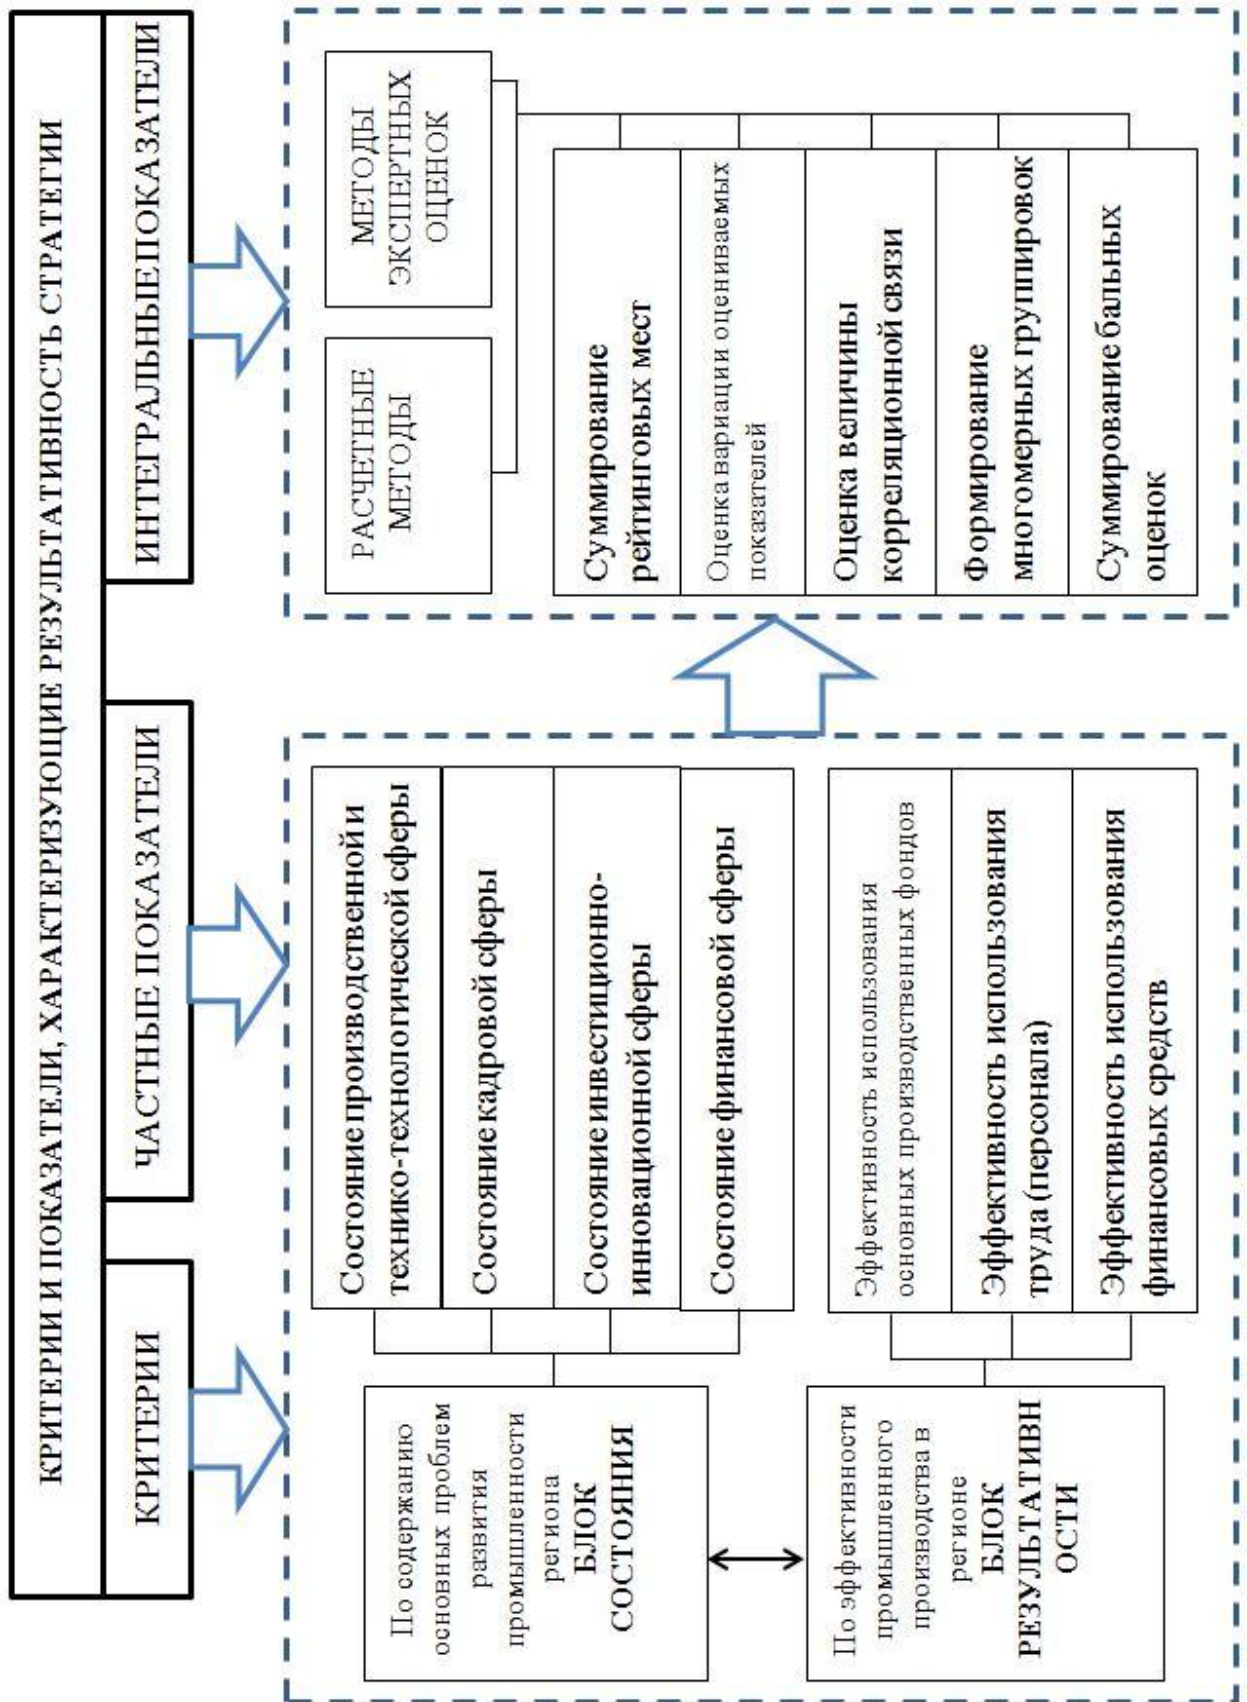 КРИТЕРИИ И ПОКАЗАТЕЛИ, ХАРАКТЕРИЗУЮЩИЕ РЕЗУЛЬТАТИВНОСТЬ СТРАТЕГИИ
КРИТЕРИИ
ЧАСТНЫЕ ПОКАЗАТЕЛИ
ИНТЕГРАЛЬНЫЕ ПОКАЗАТЕЛИ
По содержанию
основных проблем
развития
промышленности
региона
БЛОК
СОСТОЯНИЯ
По эффективности
промышленного
производства в
регионе
БЛОК
РЕЗУЛЬТАТИВН
ОСТИ
Состояние производственной и
технико-технологической сферы
Состояние кадровой сферы
Состояние инвестиционно-
инновационной сферы
Состояние финансовой сферы
Эффективность использования
основных производственных фондов
Эффективность использования
труда (персонала)
Эффективность использования
финансовых средств
РАСЧЕТНЫЕ
МЕТОДЫ
МЕТОДЫ
ЭКСПЕРТНЫХ
ОЦЕНОК
Суммирование
рейтинговых мест
Оценка вариации оцениваемых
показателей
Оценка величины
корреляционной связи
Формирование
многомерных группировок
Суммирование бальных
оценок